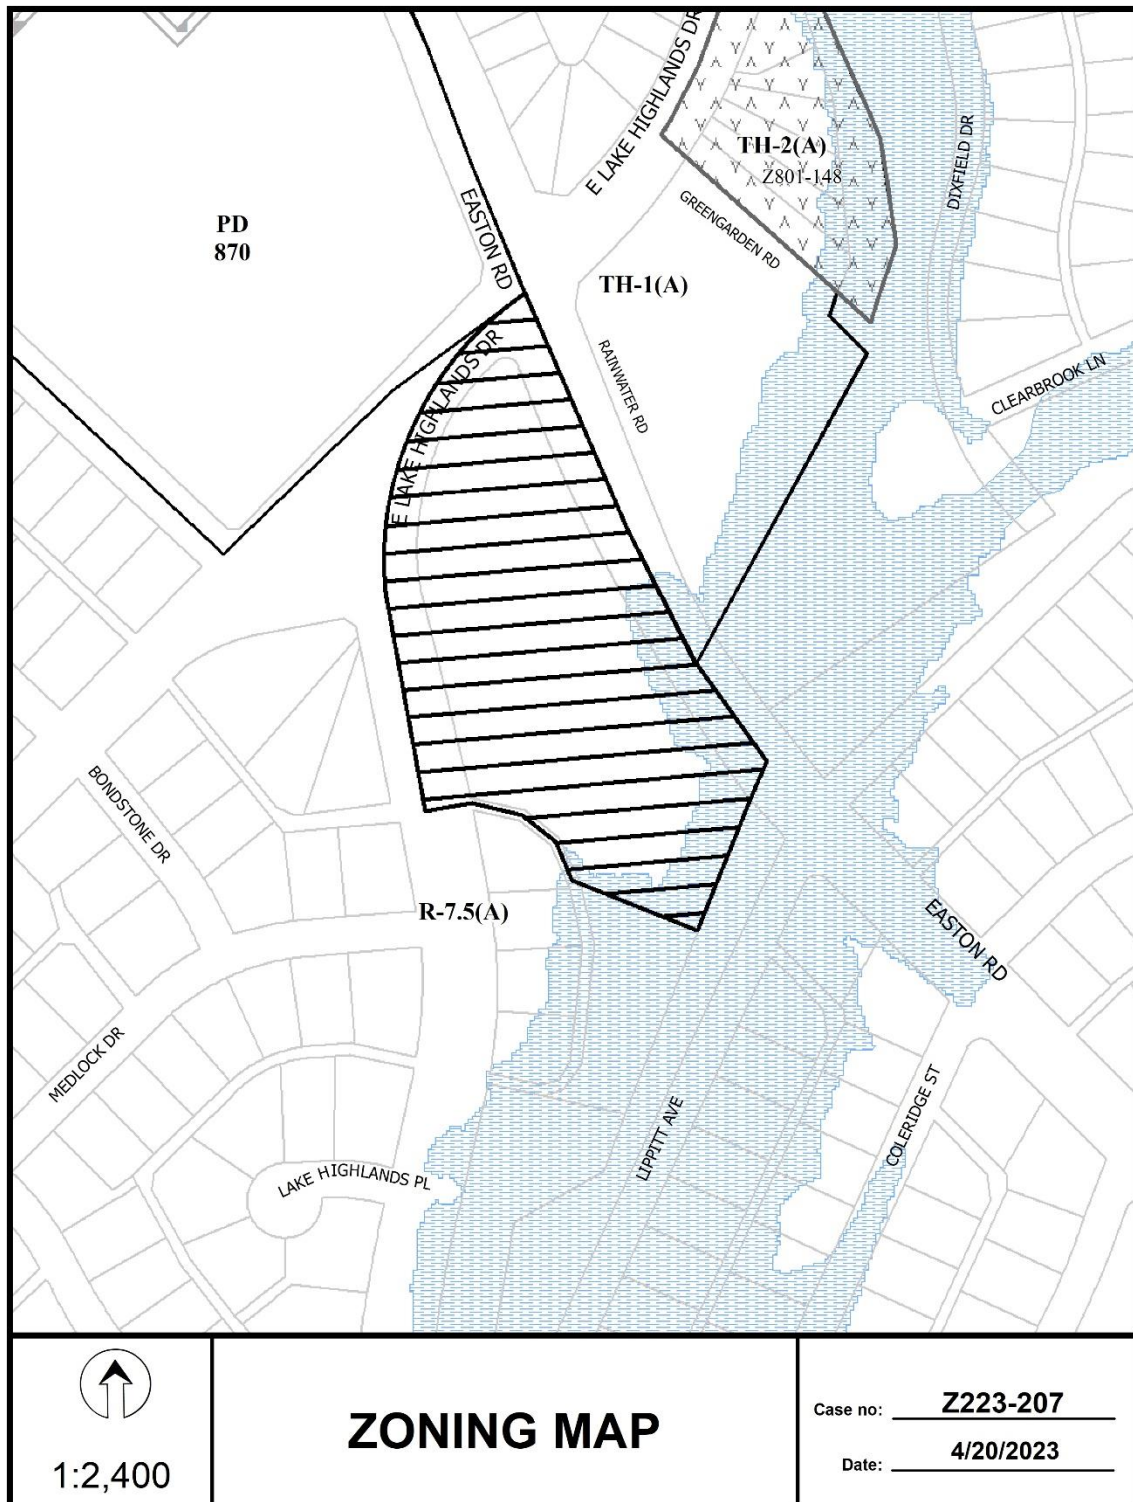 E LAKE HIGHLANDS DR
TH-2(A)
Z801-148
DIXFIELD DR
PD
870
EASTON RD
GREENGARDEN RD
TH-1(A)
RAINWATER RD
E LAKE HIGHLANDS DR
CLEARBROOK LN
BONDSTONE DR
R-7.5(A)
EASTON RD
MEDLOCK DR
LIPPITT AVE
COLERIDGE ST
LAKE HIGHLANDS PL
1:2,400
ZONING MAP
Case no: Z223-207
Date: 4/20/2023